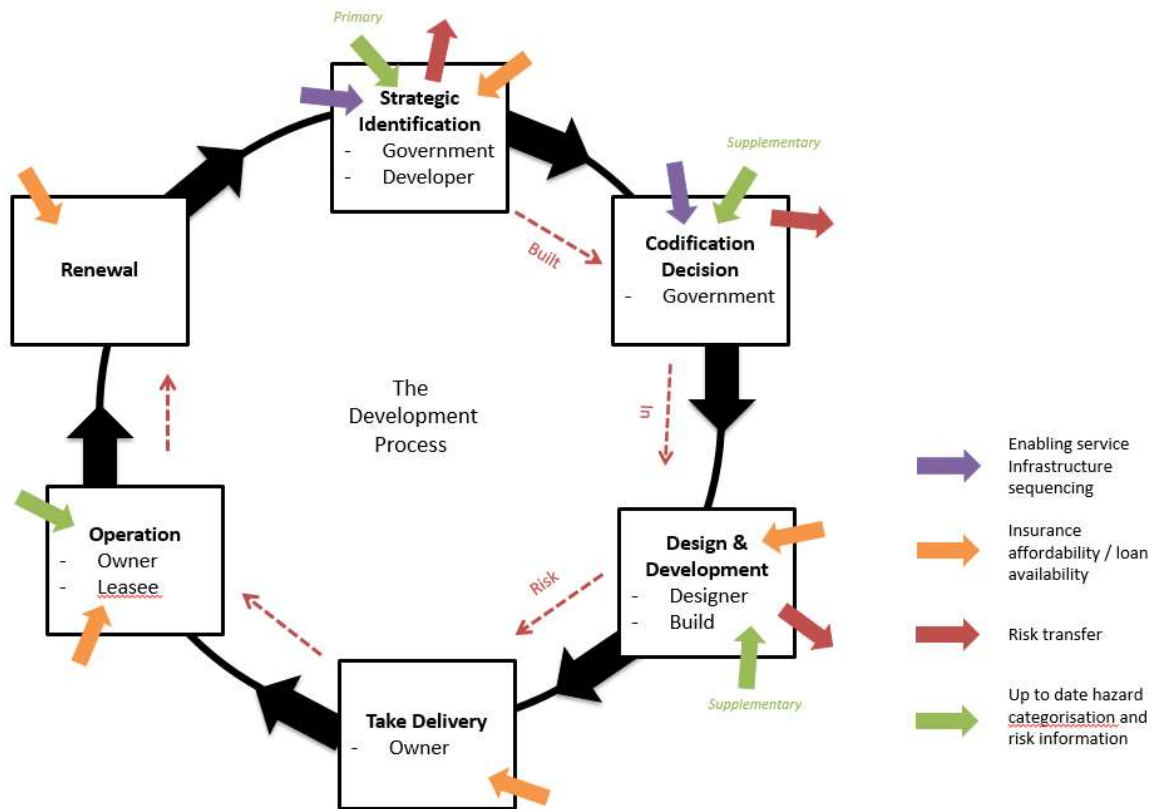 Primary
Strategic
Identification
- Government
- Developer
Supplementary
Codification
Decision
- Government
Built
Renewal
The
Development
Process
In
Enabling service
Infrastructure
sequencing
Operation
- Owner
- Leasee
Design &
Development
- Designer
- Build
Insurance
affordability / loan
availability
Risk
Risk transfer
Take Delivery
- Owner
Supplementary
Up to date hazard
categorisation and
risk information